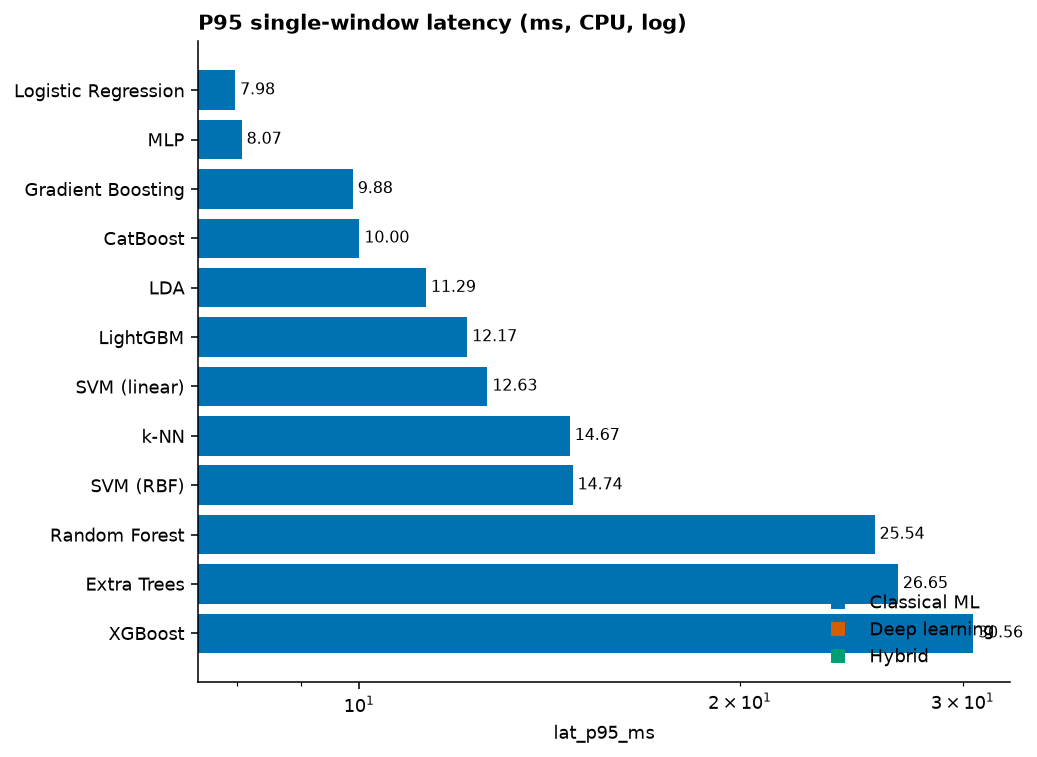 P95 single-window latency (ms, CPU, log)
Logistic Regression 7.98
MLP 8.07
Gradient Boosting 9.88
CatBoost 10.00
LDA 11.29
LightGBM 12.17
SVM (linear) 12.63
k-NN 14.67
SVM (RBF) 14.74
Random Forest 25.54
Extra Trees 26.65
Classical ML
XGBoost 30.56
Deep learning
Hybrid
10¹ 2 × 10¹ 3 × 10¹
lat_p95_ms